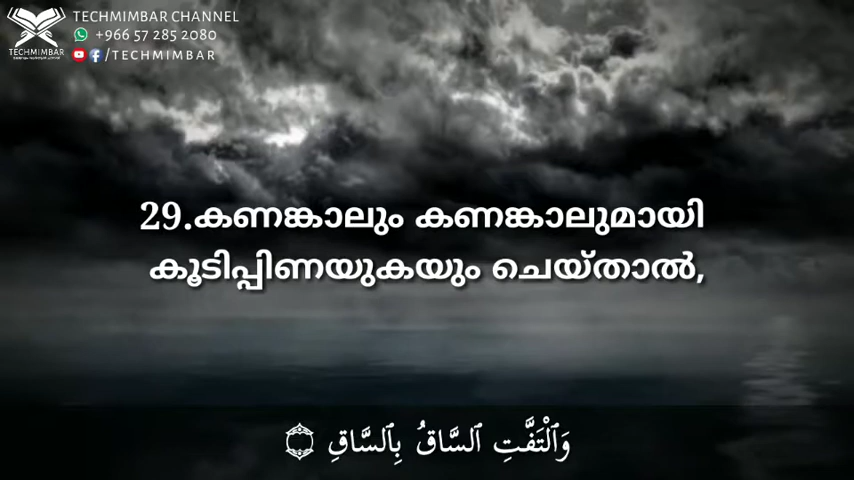 TECHMIMBAR CHANNEL
+966 57 285 2080
/TECHMIMBAR
TECHMIMBAR
29.കണങ്കാലും കണങ്കാലുമായി
കൂടിപ്പിണയുകയും ചെയ്താൽ,
وَٱلْتَفَّتِ ٱلسَّاقُ بِٱلسَّاقِ